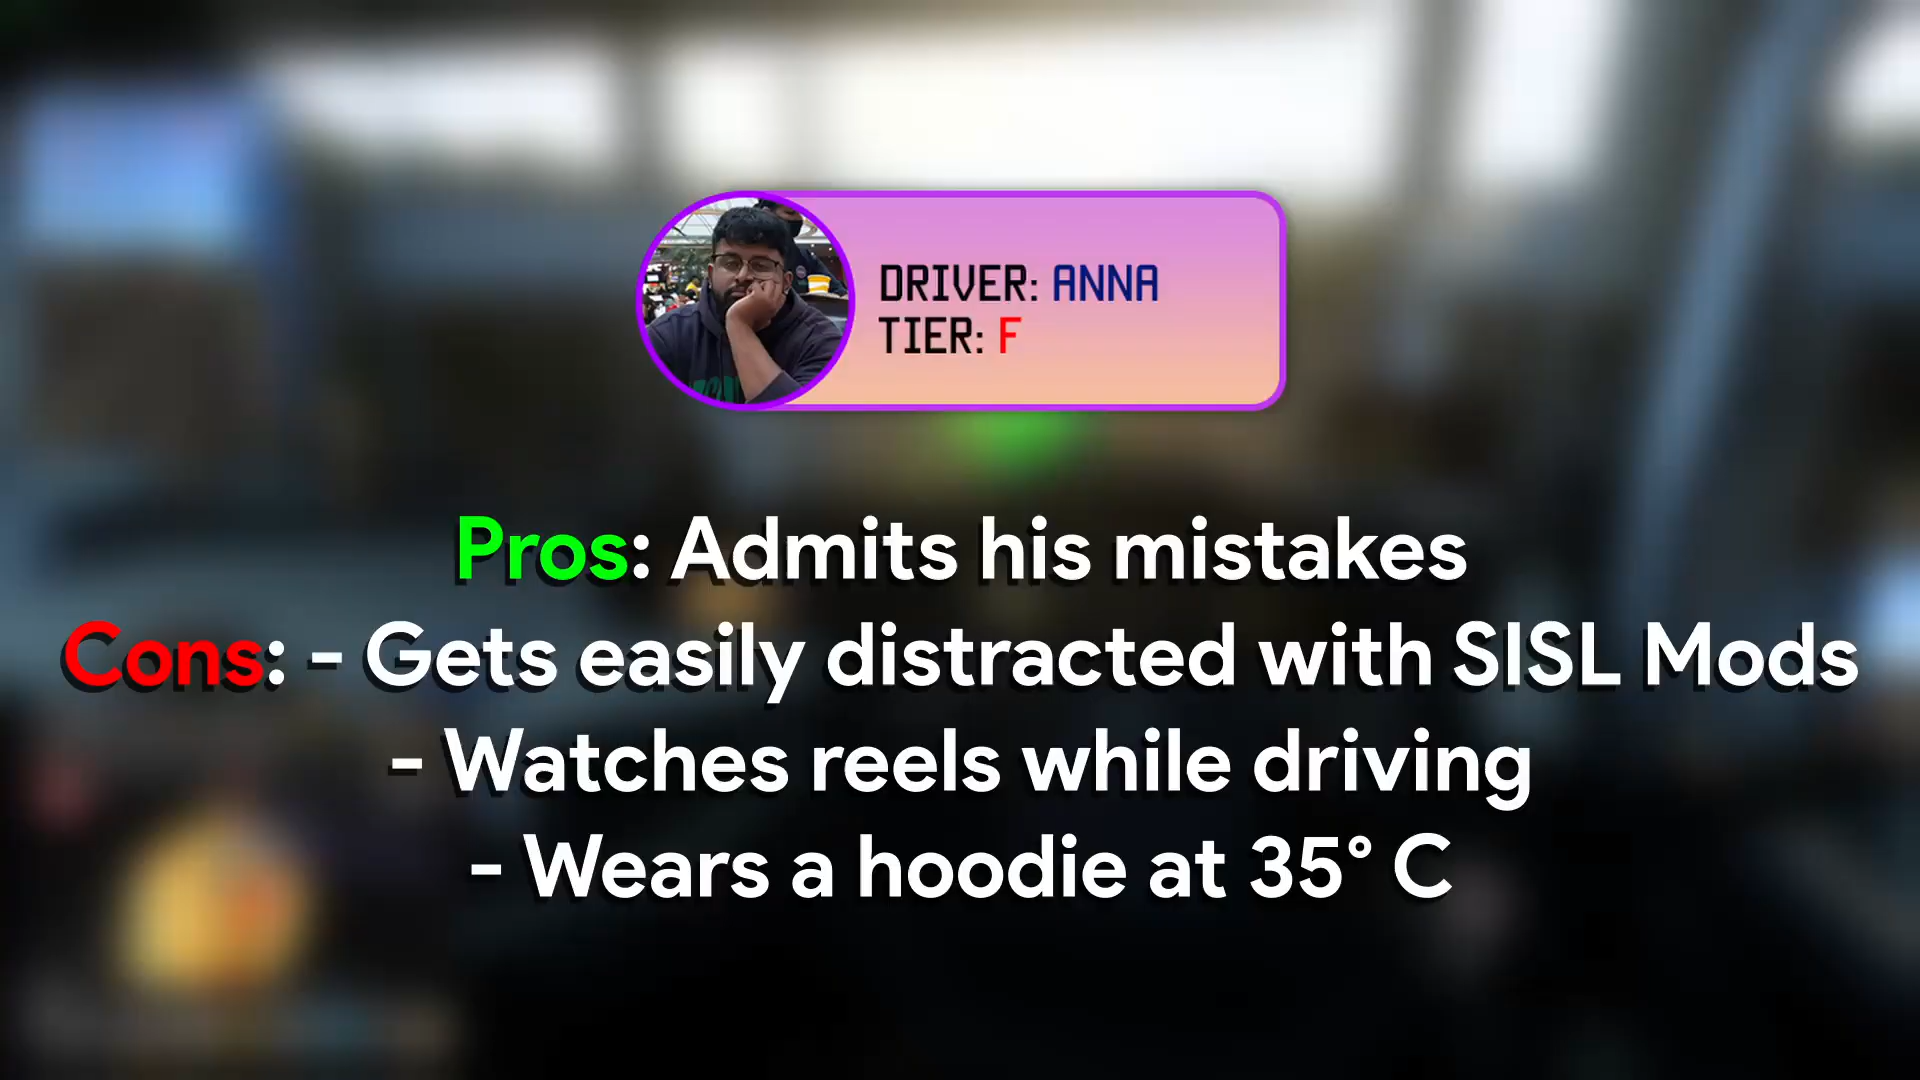 DRIVER: ANNA
TIER: F
Pros: Admits his mistakes
Cons: - Gets easily distracted with SISL Mods
- Watches reels while driving
- Wears a hoodie at 35° C